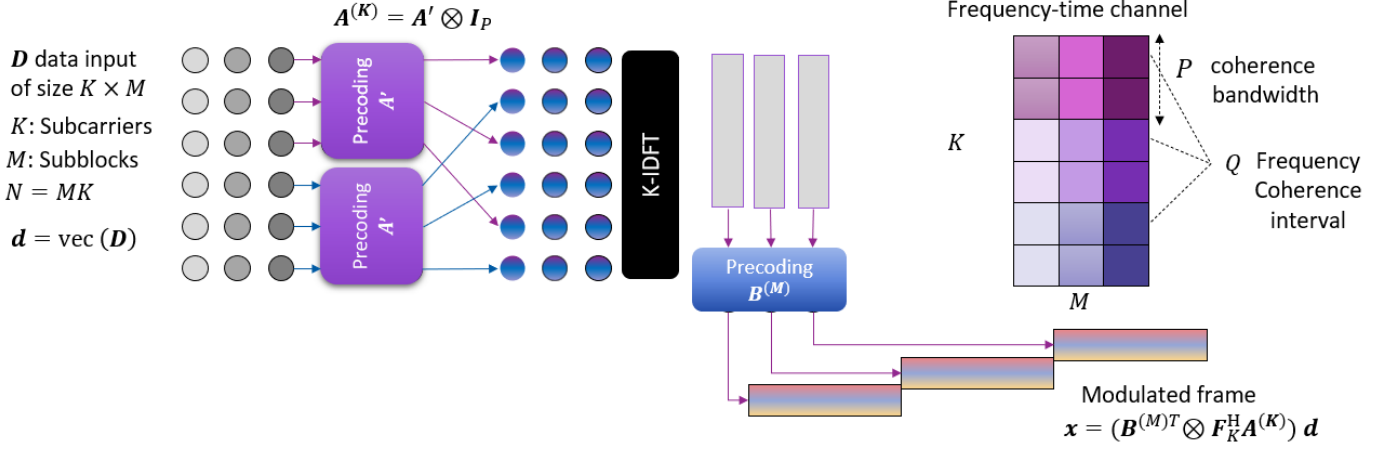 𝑨⁽ᴷ⁾ = 𝑨′ ⊗ 𝑰_P
𝑫 data input
of size 𝐾 × 𝑀
𝐾: Subcarriers
𝑀: Subblocks
𝑁 = 𝑀𝐾
𝒅 = vec (𝑫)
Precoding
𝑨′
Precoding
𝑨′
K-IDFT
Precoding
𝑩⁽ᴹ⁾
Frequency-time channel
𝐾
𝑃 coherence
bandwidth
𝑄 Frequency
Coherence
interval
𝑀
Modulated frame
𝒙 = (𝑩⁽ᴹ⁾ᵀ ⊗ 𝑭_K^H 𝑨⁽ᴷ⁾) 𝒅